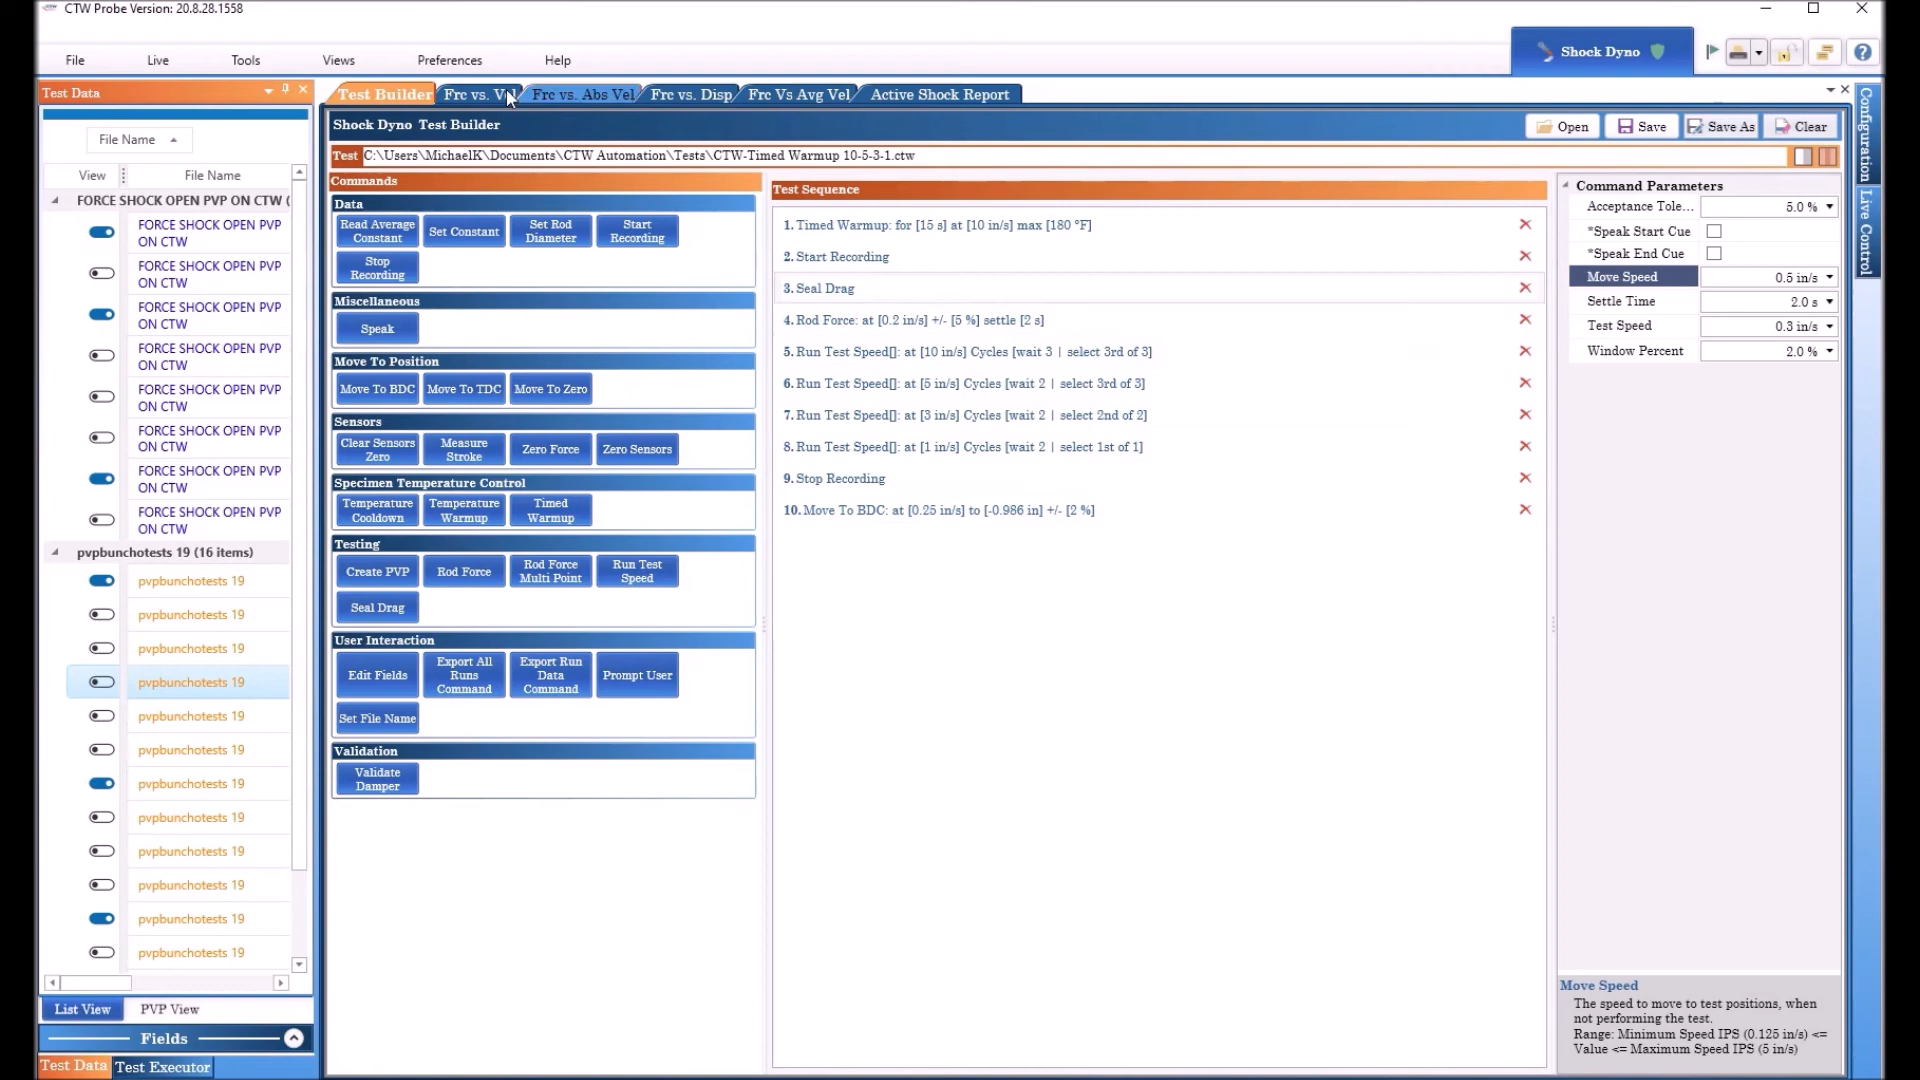 CTW Probe Version: 20.8.28.1558
File
Live
Tools
Views
Preferences
Help
Shock Dyno
Test Data
File Name
View
File Name
FORCE SHOCK OPEN PVP ON CTW (
FORCE SHOCK OPEN PVP
ON CTW
FORCE SHOCK OPEN PVP
ON CTW
FORCE SHOCK OPEN PVP
ON CTW
FORCE SHOCK OPEN PVP
ON CTW
FORCE SHOCK OPEN PVP
ON CTW
FORCE SHOCK OPEN PVP
ON CTW
FORCE SHOCK OPEN PVP
ON CTW
FORCE SHOCK OPEN PVP
ON CTW
pvpbunchotests 19 (16 items)
pvpbunchotests 19
pvpbunchotests 19
pvpbunchotests 19
pvpbunchotests 19
pvpbunchotests 19
pvpbunchotests 19
pvpbunchotests 19
pvpbunchotests 19
pvpbunchotests 19
pvpbunchotests 19
pvpbunchotests 19
pvpbunchotests 19
List View
PVP View
Fields
Test Data
Test Executor
Test Builder
Frc vs. Vel
Frc vs. Abs Vel
Frc vs. Disp
Frc Vs Avg Vel
Active Shock Report
Shock Dyno Test Builder
Open
Save
Save As
Clear
Test C:\Users\MichaelK\Documents\CTW Automation\Tests\CTW-Timed Warmup 10-5-3-1.ctw
Commands
Data
Read Average
Constant
Set Constant
Set Rod
Diameter
Start
Recording
Stop
Recording
Miscellaneous
Speak
Move To Position
Move To BDC
Move To TDC
Move To Zero
Sensors
Clear Sensors
Zero
Measure
Stroke
Zero Force
Zero Sensors
Specimen Temperature Control
Temperature
Cooldown
Temperature
Warmup
Timed
Warmup
Testing
Create PVP
Rod Force
Rod Force
Multi Point
Run Test
Speed
Seal Drag
User Interaction
Edit Fields
Export All
Runs
Command
Export Run
Data
Command
Prompt User
Set File Name
Validation
Validate
Damper
Test Sequence
1. Timed Warmup: for [15 s] at [10 in/s] max [180 °F]
2. Start Recording
3. Seal Drag
4. Rod Force: at [0.2 in/s] +/- [5 %] settle [2 s]
5. Run Test Speed[]: at [10 in/s] Cycles [wait 3 | select 3rd of 3]
6. Run Test Speed[]: at [5 in/s] Cycles [wait 2 | select 3rd of 3]
7. Run Test Speed[]: at [3 in/s] Cycles [wait 2 | select 2nd of 2]
8. Run Test Speed[]: at [1 in/s] Cycles [wait 2 | select 1st of 1]
9. Stop Recording
10. Move To BDC: at [0.25 in/s] to [-0.986 in] +/- [2 %]
Command Parameters
Acceptance Tole... 5.0 %
*Speak Start Cue
*Speak End Cue
Move Speed 0.5 in/s
Settle Time 2.0 s
Test Speed 0.3 in/s
Window Percent 2.0 %
Move Speed
The speed to move to test positions, when
not performing the test.
Range: Minimum Speed IPS (0.125 in/s) <=
Value <= Maximum Speed IPS (5 in/s)
Configuration
Live Control